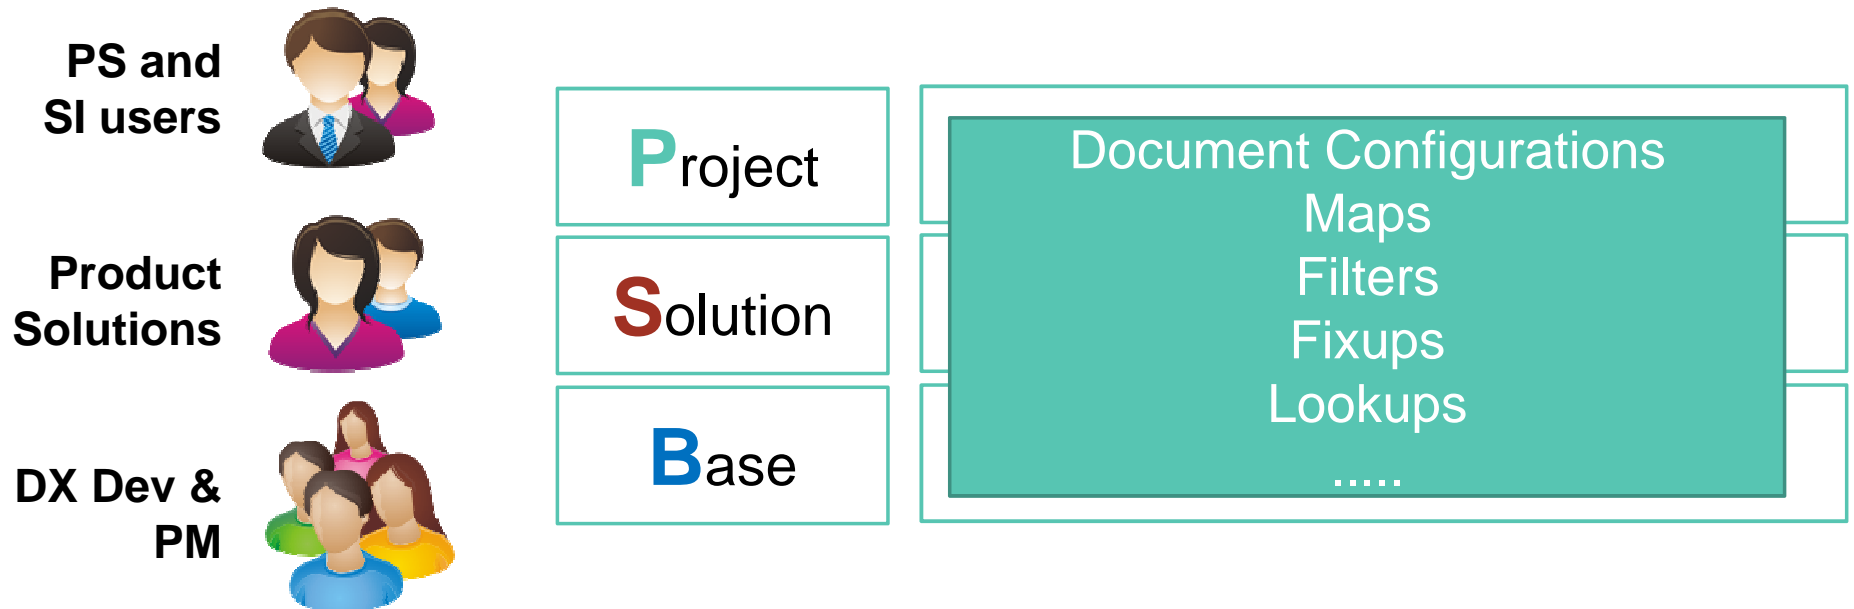 PS and
SI users
Project
Product
Solutions
Solution
DX Dev &
PM
Base
Document Configurations
Maps
Filters
Fixups
Lookups
.....